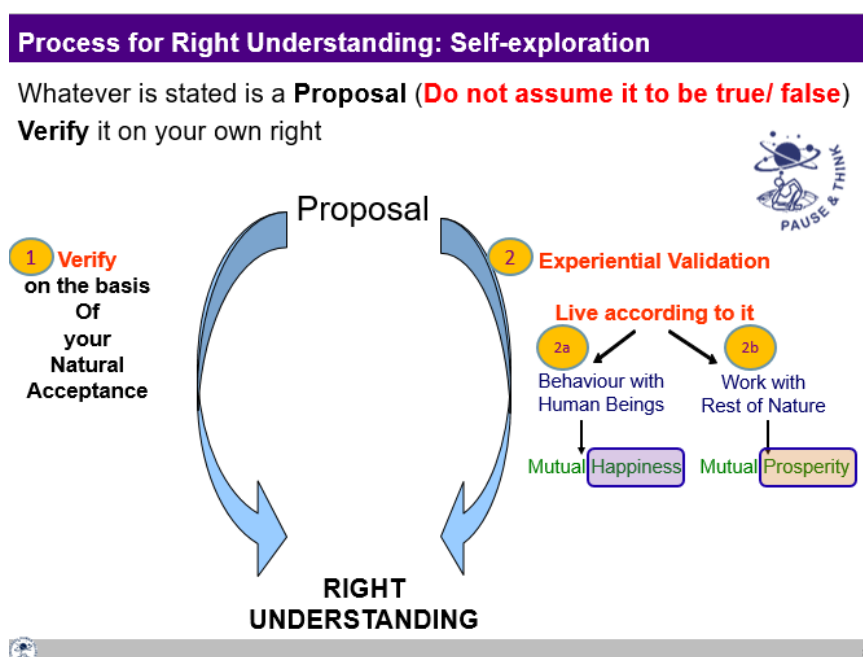 Process for Right Understanding: Self-exploration
Whatever is stated is a Proposal (Do not assume it to be true/ false)
Verify it on your own right
PAUSE & THINK
Proposal
1 Verify
on the basis
Of
your
Natural
Acceptance
2 Experiential Validation
Live according to it
2a
Behaviour with
Human Beings
Mutual Happiness
2b
Work with
Rest of Nature
Mutual Prosperity
RIGHT
UNDERSTANDING